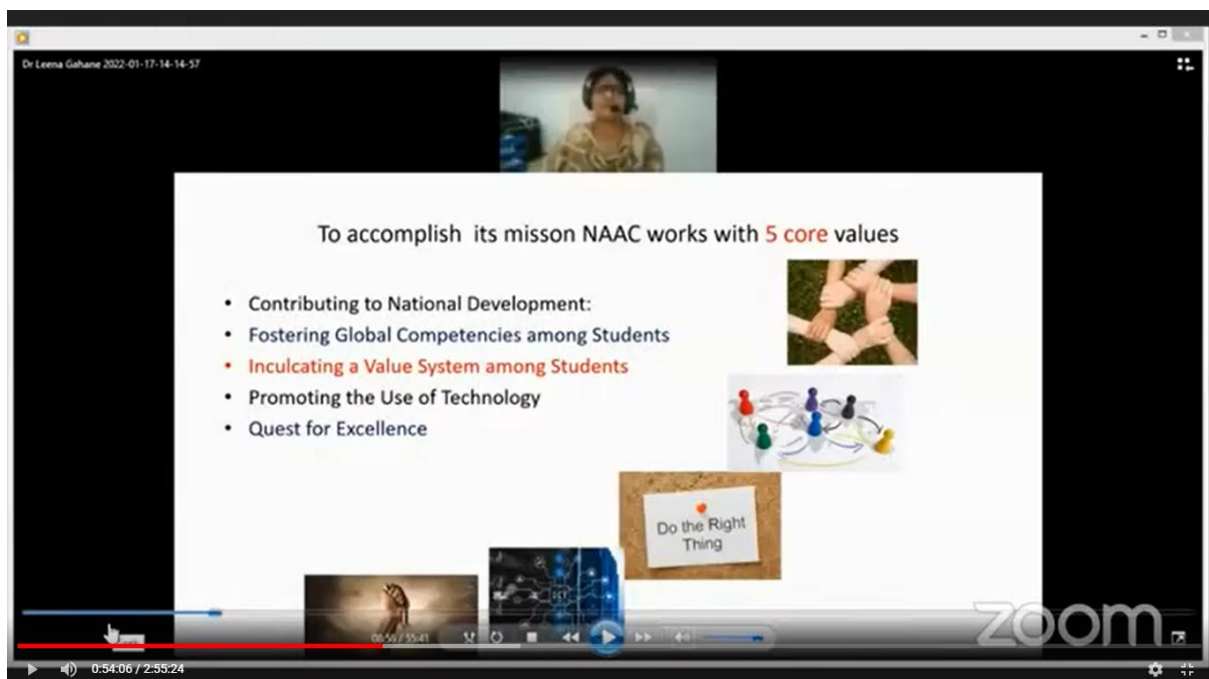 Dr Leena Gahane 2022-01-17-14-14-57
To accomplish its misson NAAC works with 5 core values
• Contributing to National Development:
• Fostering Global Competencies among Students
• Inculcating a Value System among Students
• Promoting the Use of Technology
• Quest for Excellence
Do the Right
Thing
ICT
08:56 / 55:41
zoom
0:54:06 / 2:55:24